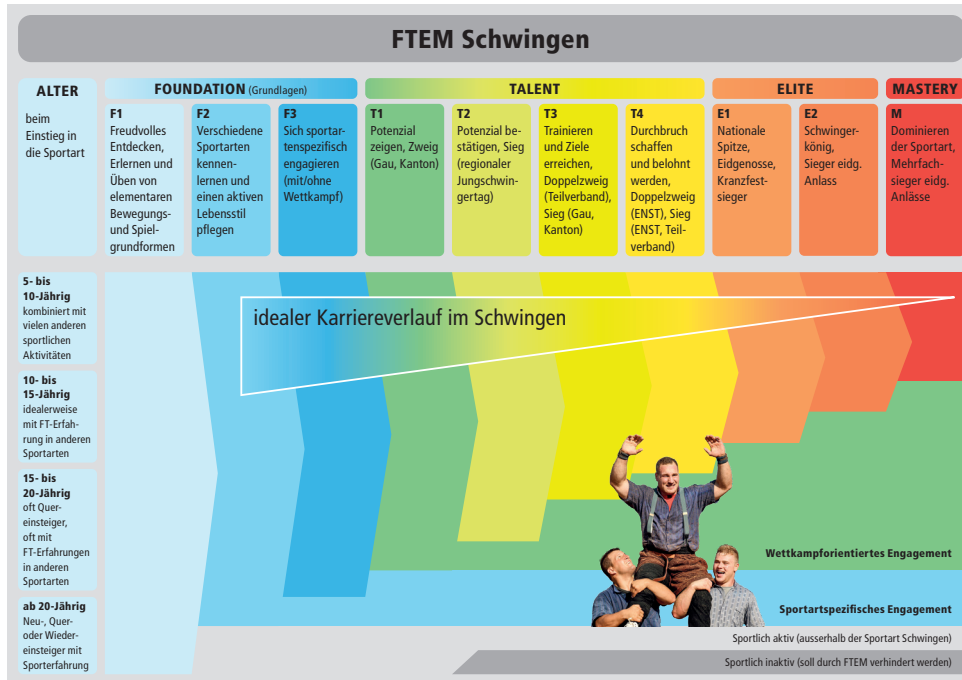 FTEM Schwingen
ALTER
beim
Einstieg in
die Sportart
FOUNDATION (Grundlagen)
TALENT
ELITE
MASTERY
F1
Freudvolles
Entdecken,
Erlernen und
Üben von
elementaren
Bewegungs-
und Spiel-
grundformen
F2
Verschiedene
Sportarten
kennen-
lernen und
einen aktiven
Lebensstil
pflegen
F3
Sich sportar-
tenspezifisch
engagieren
(mit/ohne
Wettkampf)
T1
Potenzial
zeigen, Zweig
(Gau, Kanton)
T2
Potenzial be-
stätigen, Sieg
(regionaler
Jungschwin-
gertag)
T3
Trainieren
und Ziele
erreichen,
Doppelzweig
(Teilverband),
Sieg (Gau,
Kanton)
T4
Durchbruch
schaffen
und belohnt
werden,
Doppelzweig
(ENST), Sieg
(ENST, Teil-
verband)
E1
Nationale
Spitze,
Eidgenosse,
Kranzfest-
sieger
E2
Schwinger-
könig,
Sieger eidg.
Anlass
M
Dominieren
der Sportart,
Mehrfach-
sieger eidg.
Anlässe
5- bis
10-Jährig
kombiniert mit
vielen anderen
sportlichen
Aktivitäten
10- bis
15-Jährig
idealerweise
mit FT-Erfah-
rung in anderen
Sportarten
15- bis
20-Jährig
oft Quer-
einsteiger,
oft mit
FT-Erfahrungen
in anderen
Sportarten
ab 20-Jährig
Neu-, Quer-
oder Wieder-
einsteiger mit
Sporterfahrung
idealer Karriereverlauf im Schwingen
Wettkampforientiertes Engagement
Sportartspezifisches Engagement
Sportlich aktiv (ausserhalb der Sportart Schwingen)
Sportlich inaktiv (soll durch FTEM verhindert werden)